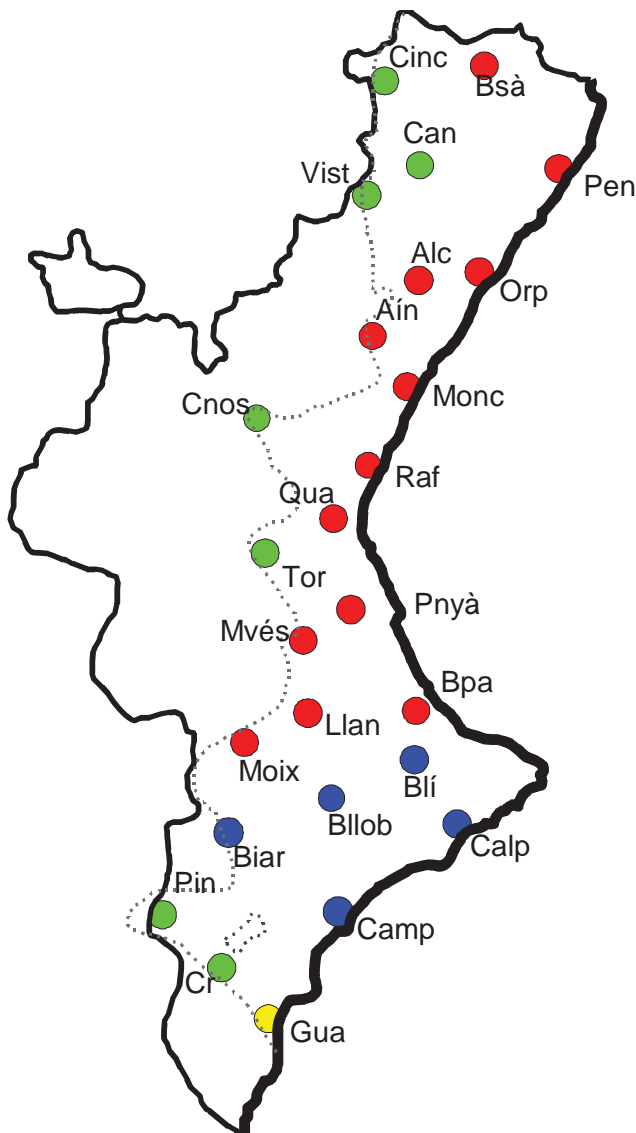 Cinc
Bsà
Can
Vist
Pen
Alc
Orp
Aín
Monc
Cnos
Raf
Qua
Tor
Pnyà
Mvés
Bpa
Llan
Moix
Blí
Bllob
Calp
Biar
Pin
Camp
Cr
Gua